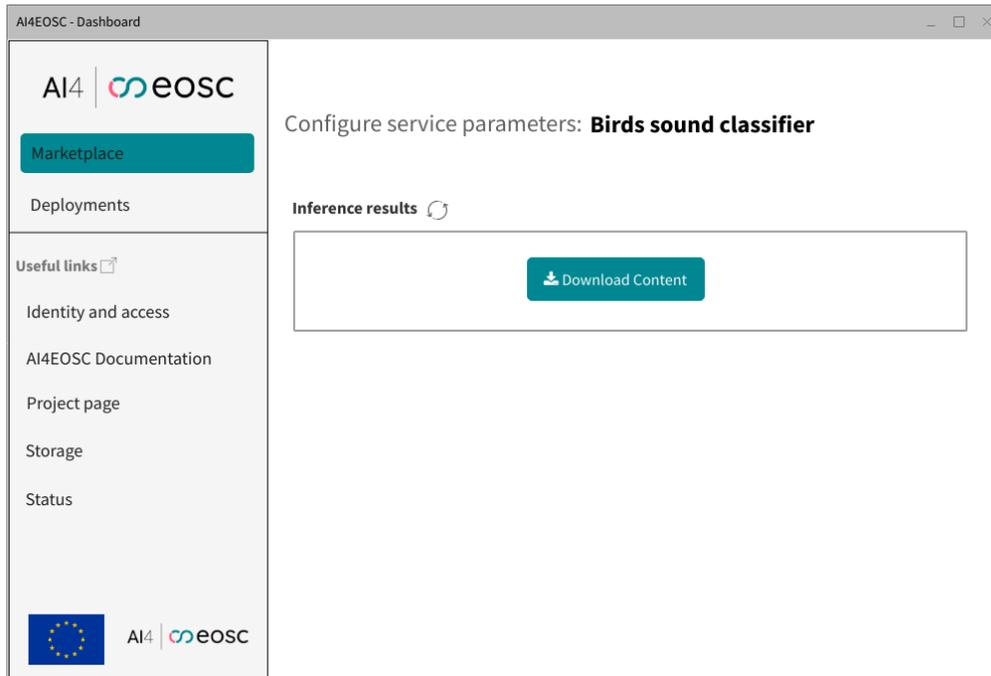 AI4EOSC - Dashboard
AI4 eosc
Marketplace
Deployments
Useful links
Identity and access
AI4EOSC Documentation
Project page
Storage
Status
AI4 eosc
Configure service parameters: Birds sound classifier
Inference results
Download Content